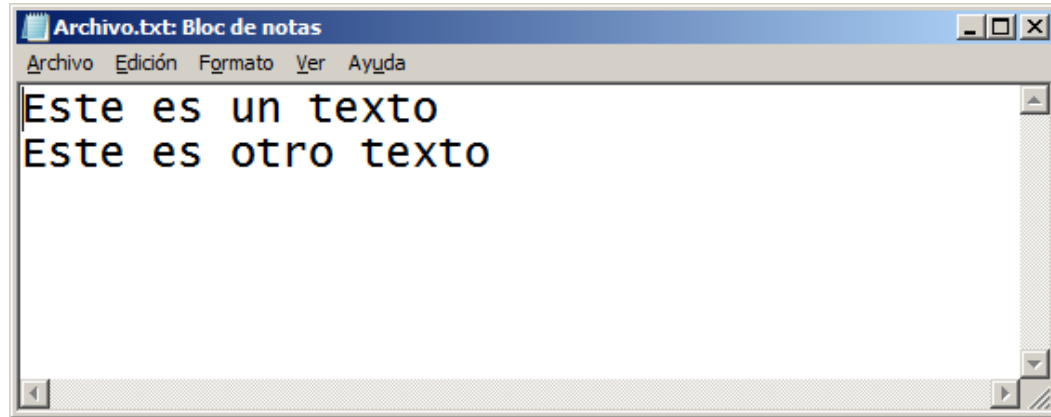 Archivo.txt: Bloc de notas
Archivo Edición Formato Ver Ayuda
Este es un texto
Este es otro texto